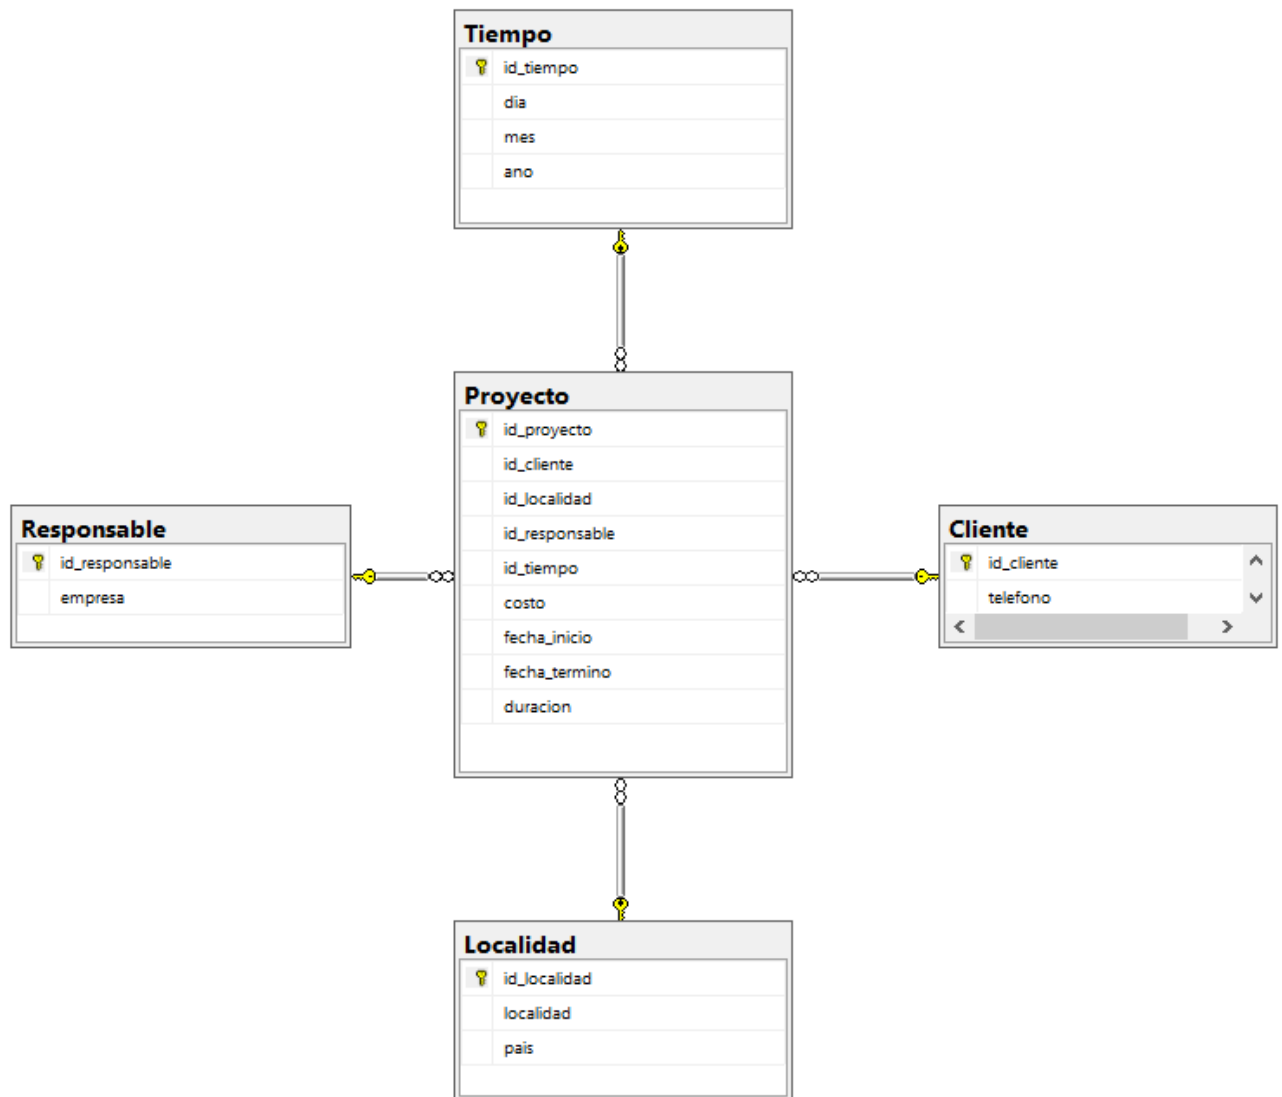 Tiempo
id_tiempo
dia
mes
ano
Proyecto
id_proyecto
id_cliente
id_localidad
id_responsable
id_tiempo
costo
fecha_inicio
fecha_termino
duracion
Responsable
id_responsable
empresa
Cliente
id_cliente
telefono
Localidad
id_localidad
localidad
pais